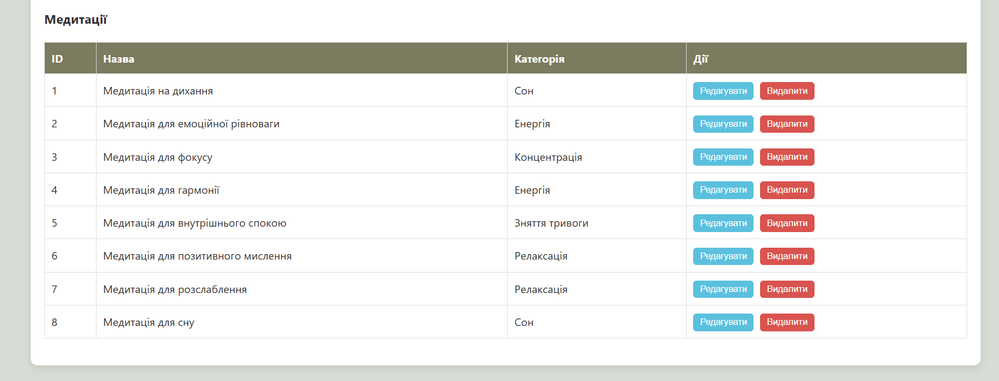 Медитації
ID Назва Категорія Дії
1 Медитація на дихання Сон Редагувати Видалити
2 Медитація для емоційної рівноваги Енергія Редагувати Видалити
3 Медитація для фокусу Концентрація Редагувати Видалити
4 Медитація для гармонії Енергія Редагувати Видалити
5 Медитація для внутрішнього спокою Зняття тривоги Редагувати Видалити
6 Медитація для позитивного мислення Релаксація Редагувати Видалити
7 Медитація для розслаблення Релаксація Редагувати Видалити
8 Медитація для сну Сон Редагувати Видалити